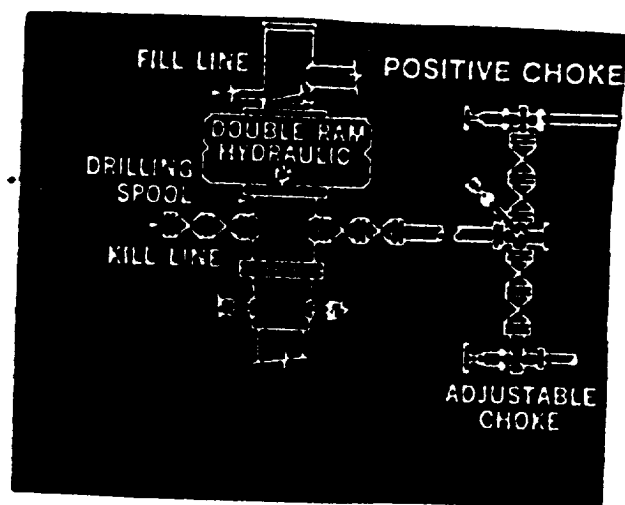 FILL LINE
POSITIVE CHOKE
DOUBLE RAM
HYDRAULIC
DRILLING
SPOOL
KILL LINE
ADJUSTABLE
CHOKE